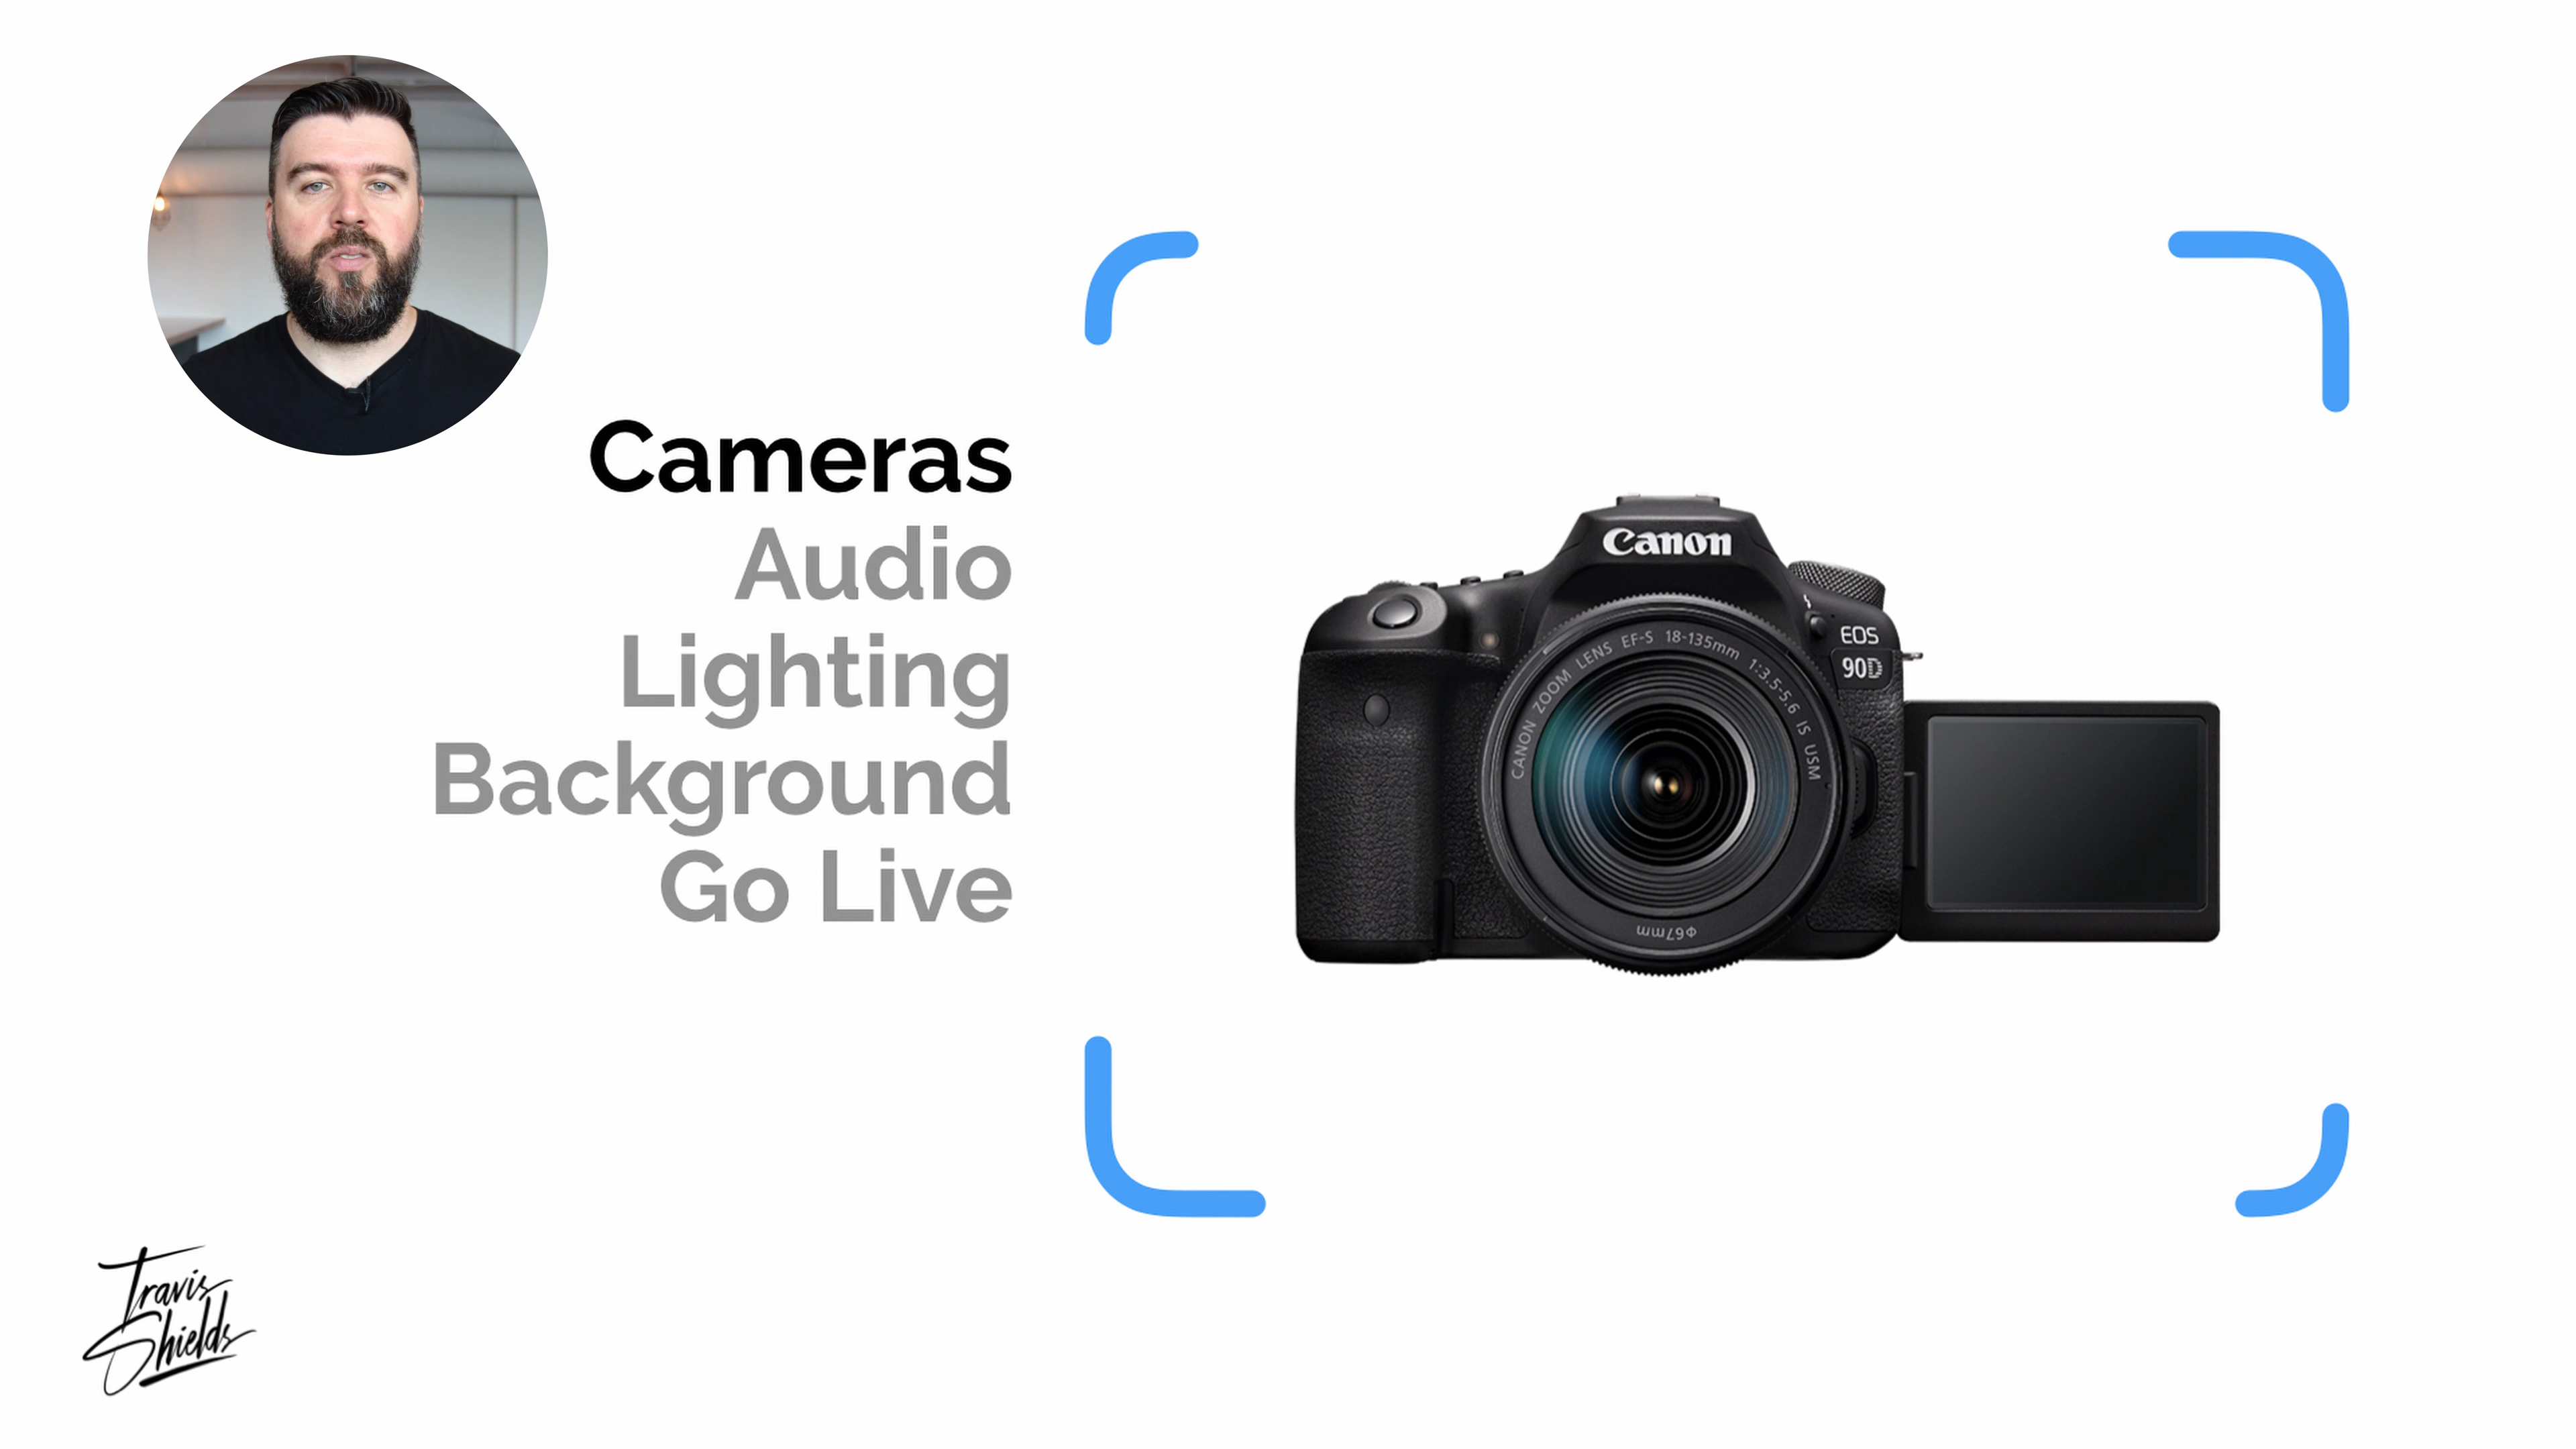 Cameras
Audio
Lighting
Background
Go Live
Canon
EOS
90D
CANON ZOOM LENS EF-S 18-135mm 1:3.5-5.6 IS USM
Φ67mm
Travis
Shields